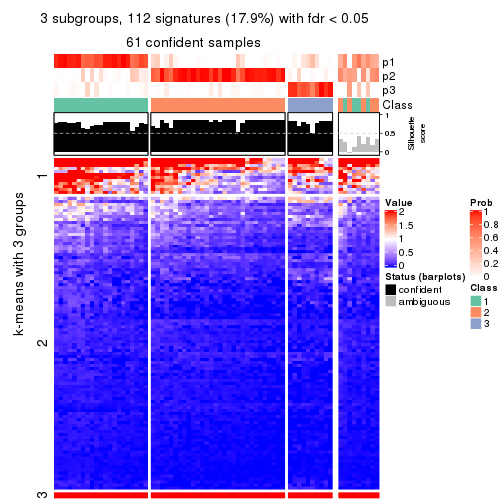 3 subgroups, 112 signatures (17.9%) with fdr < 0.05
61 confident samples
p1
p2
p3
Class
1
0.5
0
Silhouette
score
k-means with 3 groups
1
2
3
Value
2
1.5
1
0.5
0
Status (barplots)
confident
ambiguous
Prob
1
0.8
0.6
0.4
0.2
0
Class
1
2
3